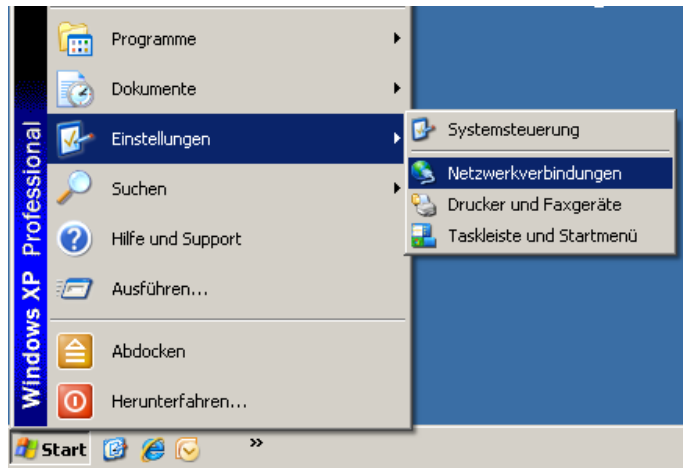 Programme
Dokumente
Einstellungen
Suchen
Hilfe und Support
Ausführen...
Abdocken
Herunterfahren...
Systemsteuerung
Netzwerkverbindungen
Drucker und Faxgeräte
Taskleiste und Startmenü
Windows XP Professional
Start
»